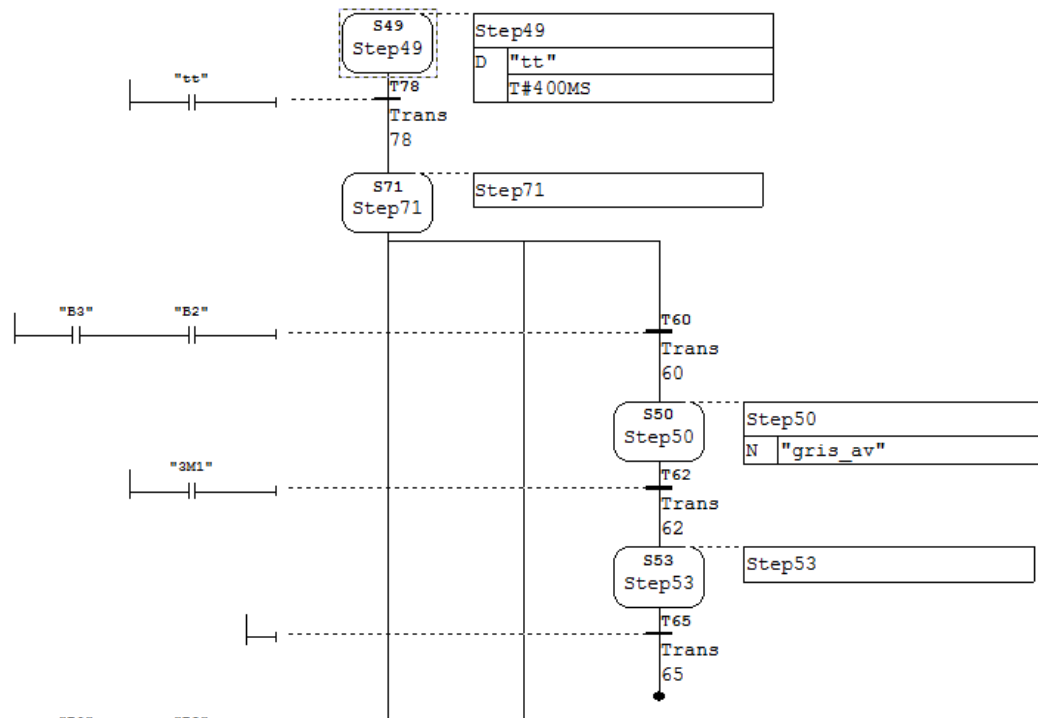 S49
Step49
Step49
D "tt"
T#400MS
"tt"
T78
Trans
78
S71
Step71
Step71
"B3" "B2"
T60
Trans
60
S50
Step50
Step50
N "gris_av"
"3M1"
T62
Trans
62
S53
Step53
Step53
T65
Trans
65